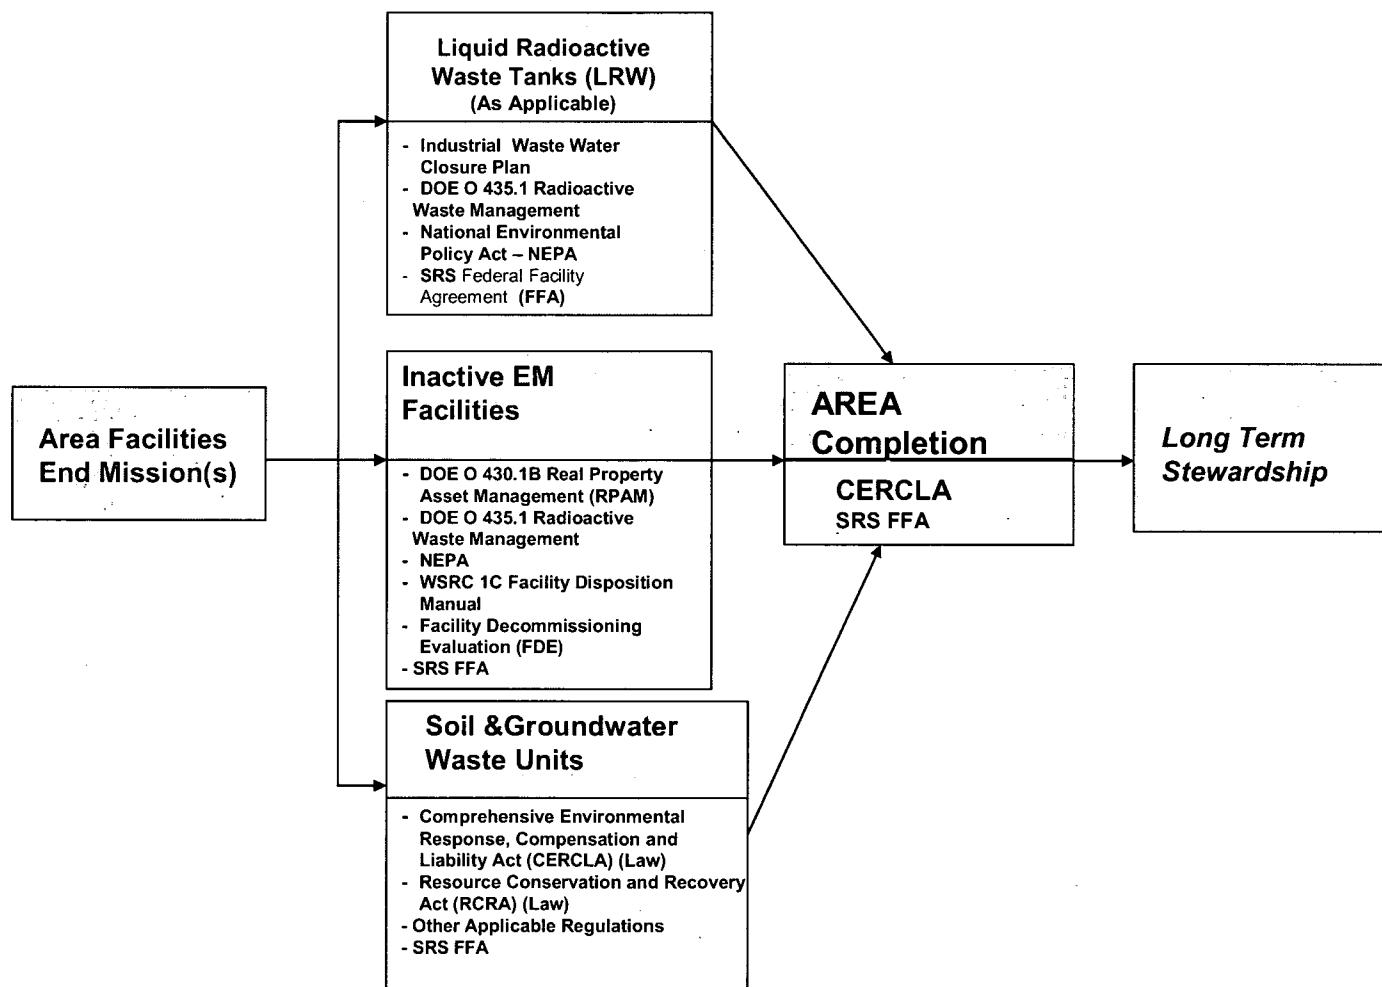 Liquid Radioactive
Waste Tanks (LRW)
(As Applicable)
- Industrial Waste Water
Closure Plan
- DOE O 435.1 Radioactive
Waste Management
- National Environmental
Policy Act – NEPA
- SRS Federal Facility
Agreement (FFA)
Area Facilities
End Mission(s)
Inactive EM
Facilities
- DOE O 430.1B Real Property
Asset Management (RPAM)
- DOE O 435.1 Radioactive
Waste Management
- NEPA
- WSRC 1C Facility Disposition
Manual
- Facility Decommissioning
Evaluation (FDE)
- SRS FFA
Soil &Groundwater
Waste Units
- Comprehensive Environmental
Response, Compensation and
Liability Act (CERCLA) (Law)
- Resource Conservation and Recovery
Act (RCRA) (Law)
- Other Applicable Regulations
- SRS FFA
AREA
Completion
CERCLA
SRS FFA
Long Term
Stewardship